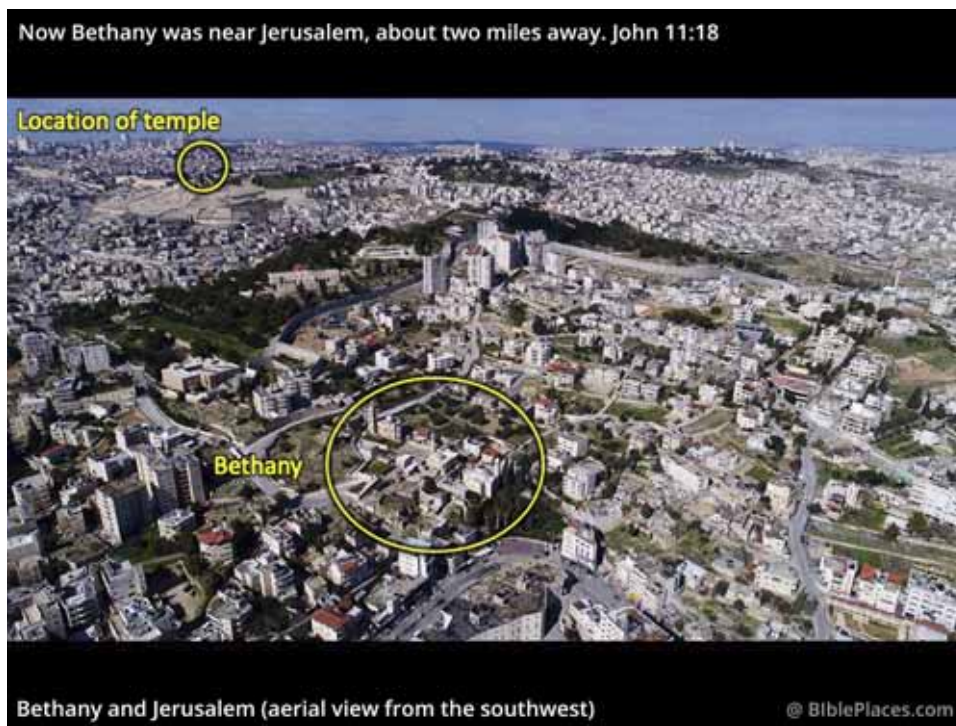 Now Bethany was near Jerusalem, about two miles away. John 11:18
Location of temple
Bethany
Bethany and Jerusalem (aerial view from the southwest)
@ BIblePlaces.com